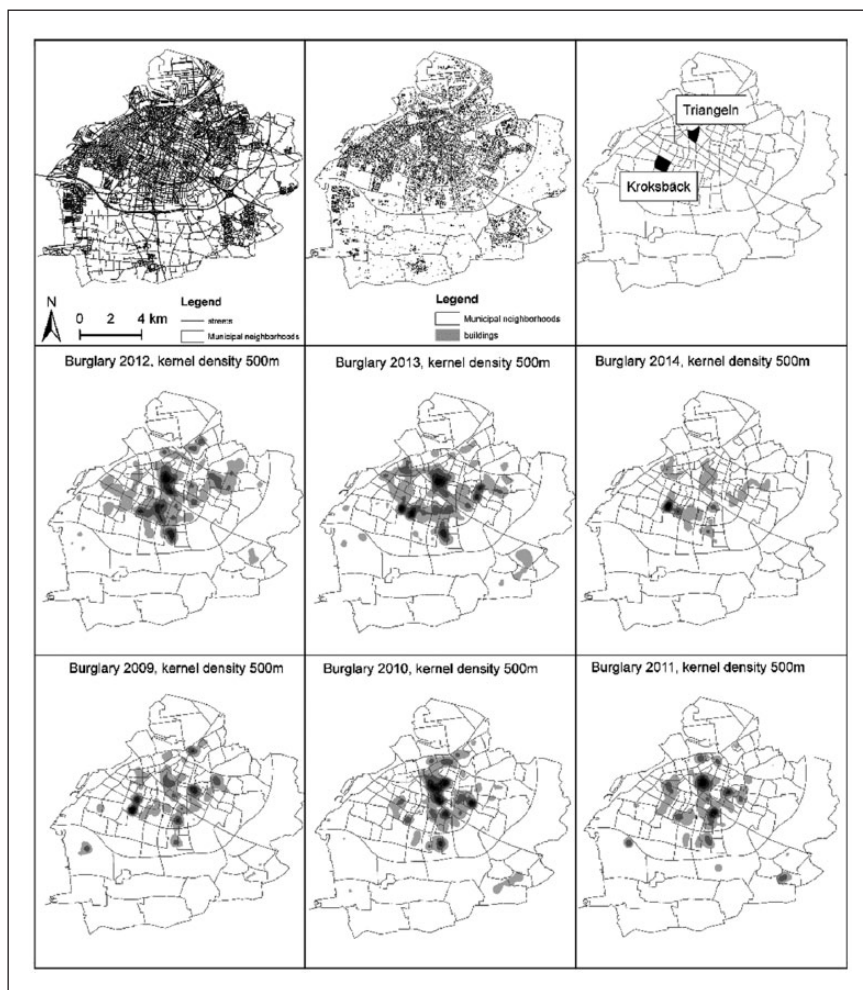 Triangeln
Kroksbäck
N
0 2 4 km
Legend
streets
Municipal neighborhoods
Legend
Municipal neighborhoods
buildings
Burglary 2012, kernel density 500m
Burglary 2013, kernel density 500m
Burglary 2014, kernel density 500m
Burglary 2009, kernel density 500m
Burglary 2010, kernel density 500m
Burglary 2011, kernel density 500m